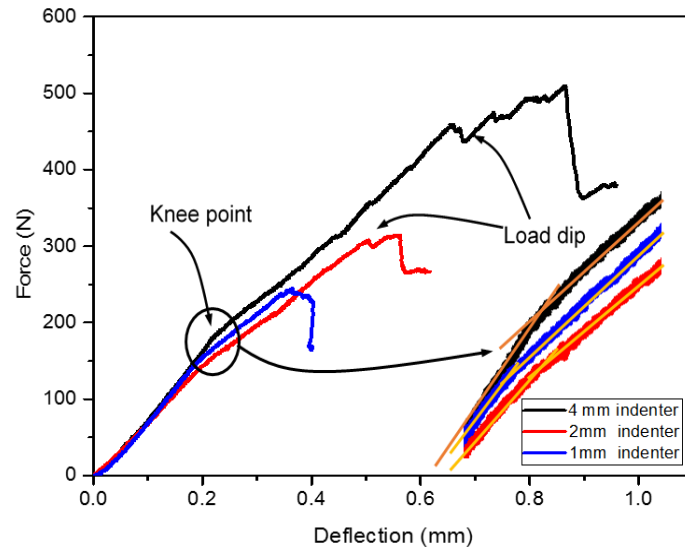 600
500
400
300
200
100
0
Force (N)
Knee point
Load dip
4 mm indenter
2mm indenter
1mm indenter
0.0 0.2 0.4 0.6 0.8 1.0
Deflection (mm)